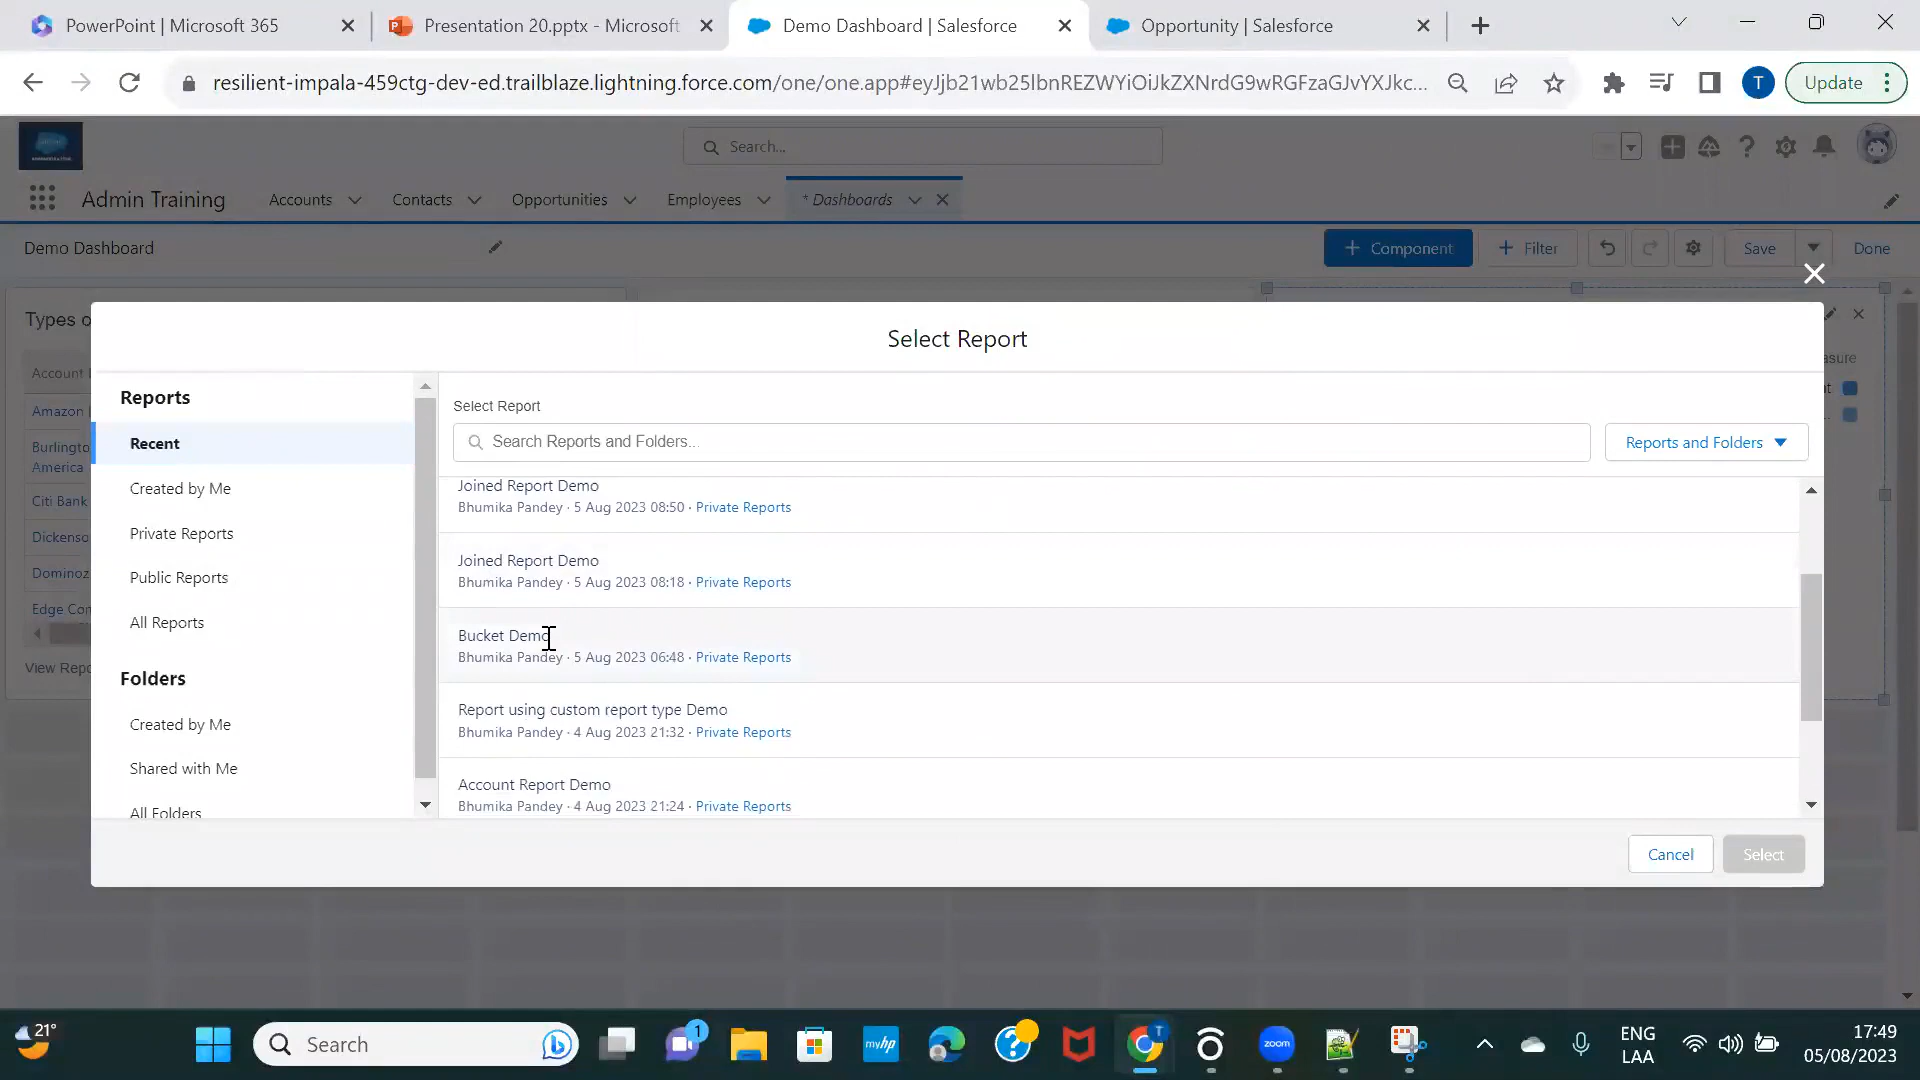 PowerPoint | Microsoft 365
Presentation 20.pptx - Microsoft
Demo Dashboard | Salesforce
Opportunity | Salesforce
resilient-impala-459ctg-dev-ed.trailblaze.lightning.force.com/one/one.app#eyJjb21wb25lbnREZWYiOiJkZXNrdG9wRGFzaGJvYXJkc...
T
Update
Search...
Admin Training
Accounts
Contacts
Opportunities
Employees
* Dashboards
Demo Dashboard
+ Component
+ Filter
Save
Done
Types o
Account
Amazon
Burlingto
America
Citi Bank
Dickenso
Dominoz
Edge Con
View Repo
asure
t
...
Select Report
Reports
Recent
Created by Me
Private Reports
Public Reports
All Reports
Folders
Created by Me
Shared with Me
All Folders
Select Report
Search Reports and Folders...
Reports and Folders
Joined Report Demo
Bhumika Pandey · 5 Aug 2023 08:50 · Private Reports
Joined Report Demo
Bhumika Pandey · 5 Aug 2023 08:18 · Private Reports
Bucket Demo
Bhumika Pandey · 5 Aug 2023 06:48 · Private Reports
Report using custom report type Demo
Bhumika Pandey · 4 Aug 2023 21:32 · Private Reports
Account Report Demo
Bhumika Pandey · 4 Aug 2023 21:24 · Private Reports
Cancel
Select
21°
Search
1
myhp
T
zoom
ENG
LAA
17:49
05/08/2023